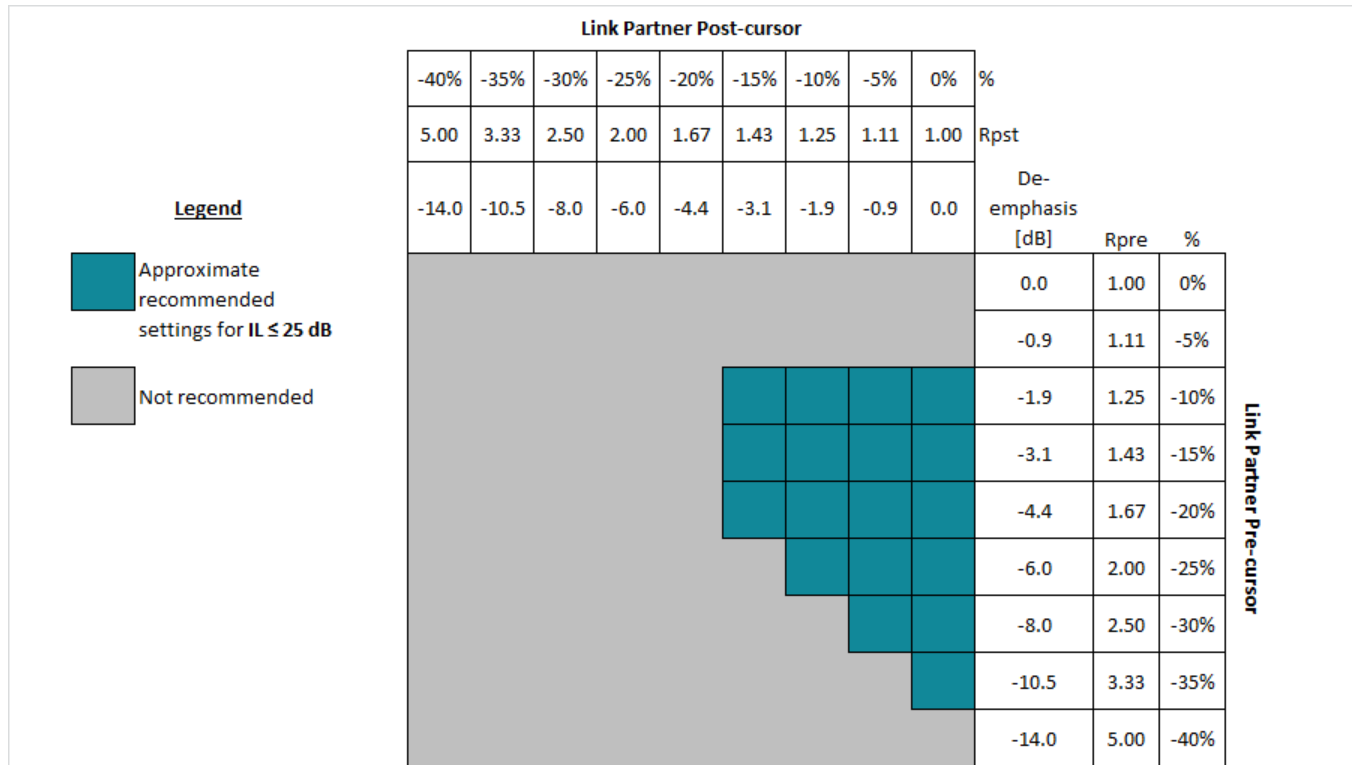 Link Partner Post-cursor
-40% -35% -30% -25% -20% -15% -10% -5% 0% %
5.00 3.33 2.50 2.00 1.67 1.43 1.25 1.11 1.00 Rpst
-14.0 -10.5 -8.0 -6.0 -4.4 -3.1 -1.9 -0.9 0.0
De-
emphasis
[dB] Rpre %
Legend
Approximate
recommended
settings for IL ≤ 25 dB
Not recommended
0.0 1.00 0%
-0.9 1.11 -5%
-1.9 1.25 -10%
-3.1 1.43 -15%
-4.4 1.67 -20%
-6.0 2.00 -25%
-8.0 2.50 -30%
-10.5 3.33 -35%
-14.0 5.00 -40%
Link Partner Pre-cursor